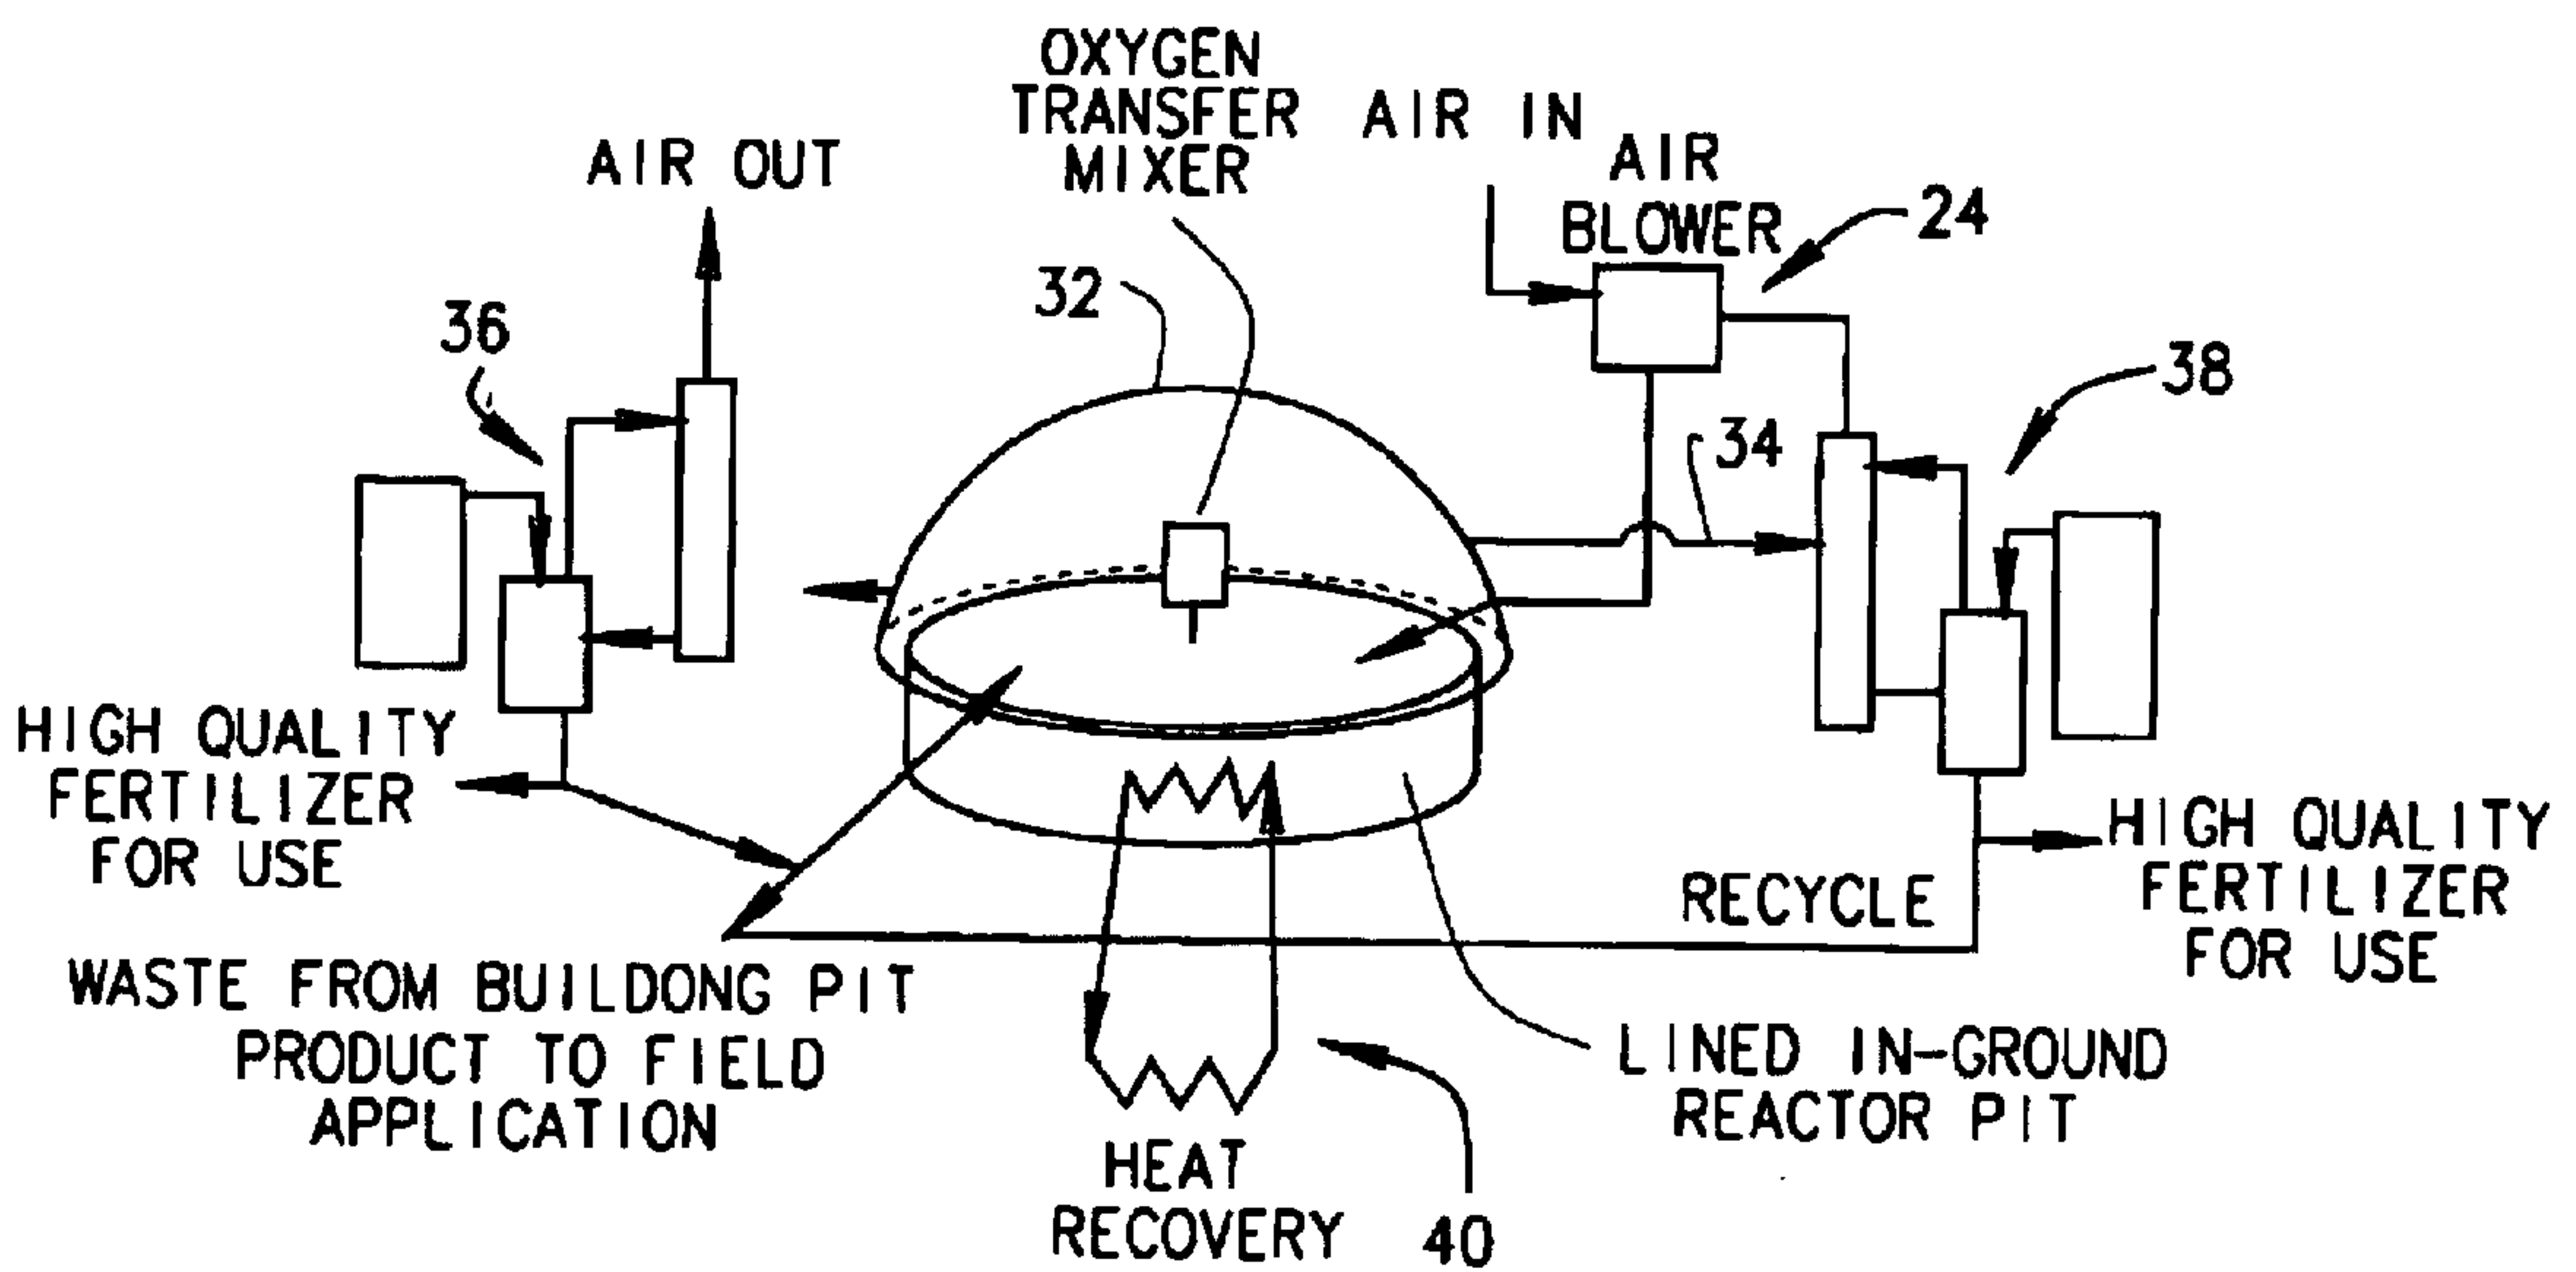 OXYGEN
TRANSFER
MIXER
AIR IN
AIR
BLOWER
24
AIR OUT
32
36
38
34
HIGH QUALITY
FERTILIZER
FOR USE
HIGH QUALITY
FERTILIZER
FOR USE
RECYCLE
WASTE FROM BUILDONG PIT
PRODUCT TO FIELD
APPLICATION
LINED IN-GROUND
REACTOR PIT
HEAT
RECOVERY
40